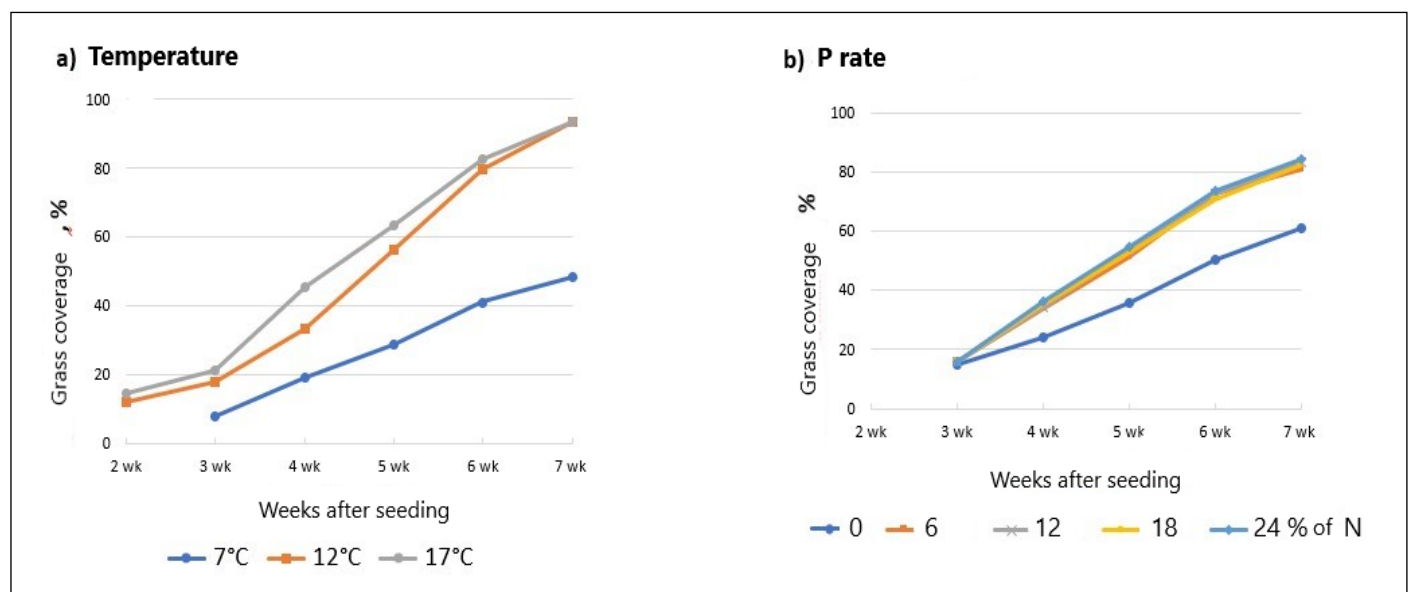 a) Temperature
100
80
60
40
20
0
Grass coverage , %
2 wk 3 wk 4 wk 5 wk 6 wk 7 wk
Weeks after seeding
7°C 12°C 17°C
b) P rate
100
80
60
40
20
0
Grass coverage %
2 wk 3 wk 4 wk 5 wk 6 wk 7 wk
Weeks after seeding
0 6 12 18 24 % of N